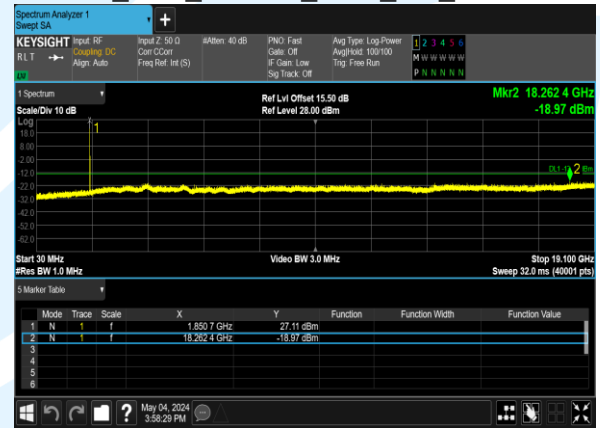 Spectrum Analyzer 1
Swept SA
KEYSIGHT Input: RF Input Z: 50 Ω #Atten: 40 dB PNO: Fast Avg Type: Log-Power 1 2 3 4 5 6
RLT Coupling: DC Corr CCorr Gate: Off Avg|Hold: 100/100 M W W W W W
Align: Auto Freq Ref: Int (S) IF Gain: Low Trig: Free Run P N N N N N
Sig Track: Off
1 Spectrum Ref Lvl Offset 15.50 dB Mkr2 18.262 4 GHz
Scale/Div 10 dB Ref Level 28.00 dBm -18.97 dBm
Log
18.0
8.00
-2.00
-12.0
-22.0
-32.0
-42.0
-52.0
-62.0
1
2
Start 30 MHz Video BW 3.0 MHz Stop 19.100 GHz
#Res BW 1.0 MHz Sweep 32.0 ms (40001 pts)
5 Marker Table
Mode Trace Scale X Y Function Function Width Function Value
1 N 1 f 1.850 7 GHz 27.11 dBm
2 N 1 f 18.262 4 GHz -18.97 dBm
3
4
5
6
? May 04, 2024
3:58:29 PM